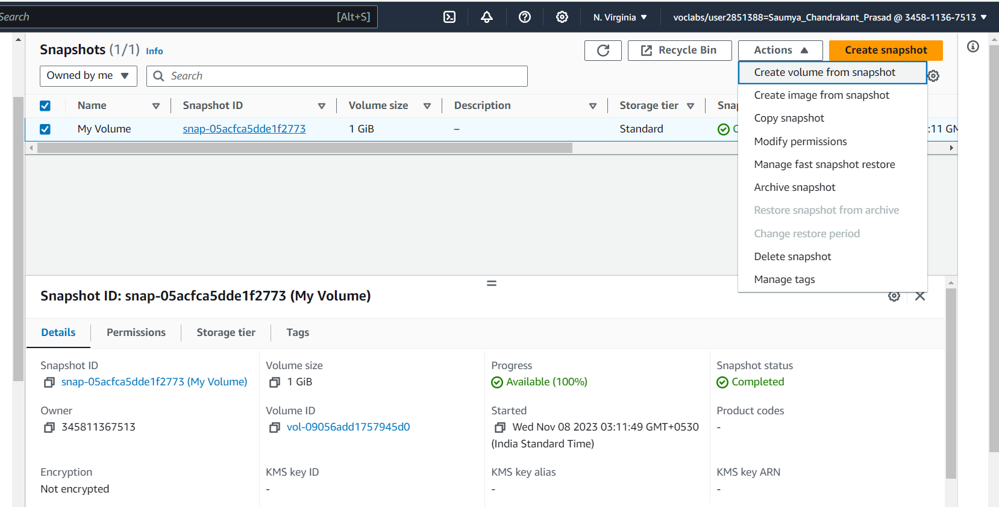 Search [Alt+S] N. Virginia voclabs/user2851388=Saumya_Chandrakant_Prasad @ 3458-1136-7513
Snapshots (1/1) Info Recycle Bin Actions Create snapshot
Owned by me Search
Create volume from snapshot
Create image from snapshot
Copy snapshot
Modify permissions
Manage fast snapshot restore
Archive snapshot
Restore snapshot from archive
Change restore period
Delete snapshot
Manage tags
Name Snapshot ID Volume size Description Storage tier Snap
My Volume snap-05acfca5dde1f2773 1 GiB – Standard C :11 GM
Snapshot ID: snap-05acfca5dde1f2773 (My Volume)
Details Permissions Storage tier Tags
Snapshot ID Volume size Progress Snapshot status
snap-05acfca5dde1f2773 (My Volume) 1 GiB Available (100%) Completed
Owner Volume ID Started Product codes
345811367513 vol-09056add1757945d0 Wed Nov 08 2023 03:11:49 GMT+0530 -
(India Standard Time)
Encryption KMS key ID KMS key alias KMS key ARN
Not encrypted - - -